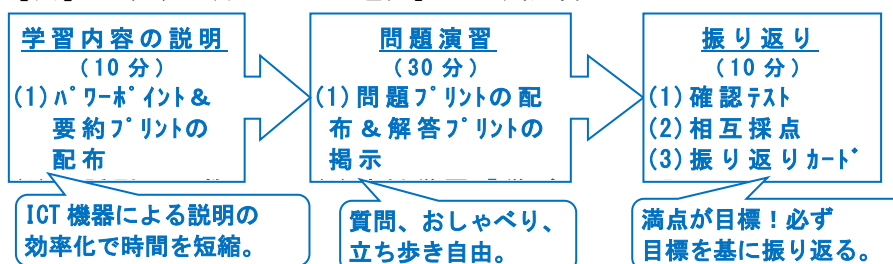 学習内容の説明
（10分）
(1)ﾊﾟﾜｰﾎﾟｲﾝﾄ＆
要約ﾌﾟﾘﾝﾄの
配布
ICT機器による説明の
効率化で時間を短縮。
問題演習
（30分）
(1)問題ﾌﾟﾘﾝﾄの配
布＆解答ﾌﾟﾘﾝﾄの
掲示
質問、おしゃべり、
立ち歩き自由。
振り返り
（10分）
(1)確認ﾃｽﾄ
(2)相互採点
(3)振り返りｶｰﾄﾞ
満点が目標！必ず
目標を基に振り返る。